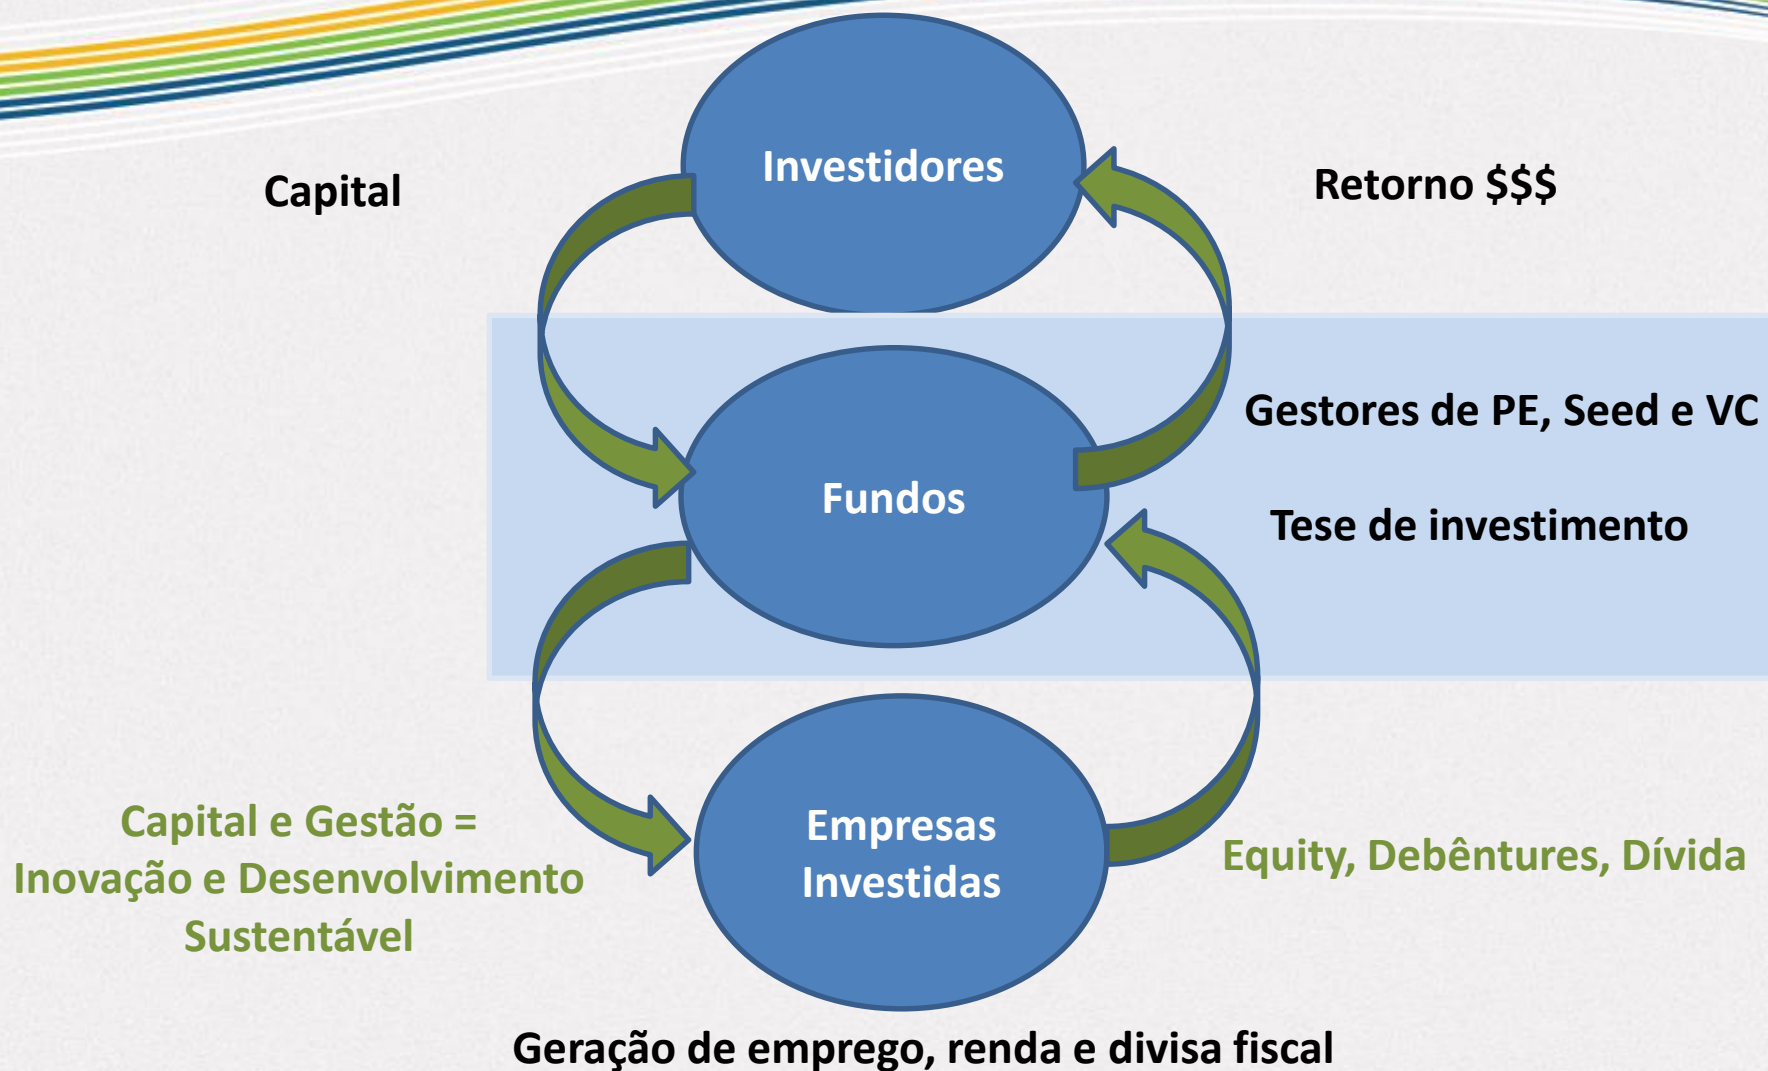 Investidores
Capital
Retorno $$$
Gestores de PE, Seed e VC
Fundos
Tese de investimento
Capital e Gestão =
Inovação e Desenvolvimento
Sustentável
Empresas
Investidas
Equity, Debêntures, Dívida
Geração de emprego, renda e divisa fiscal